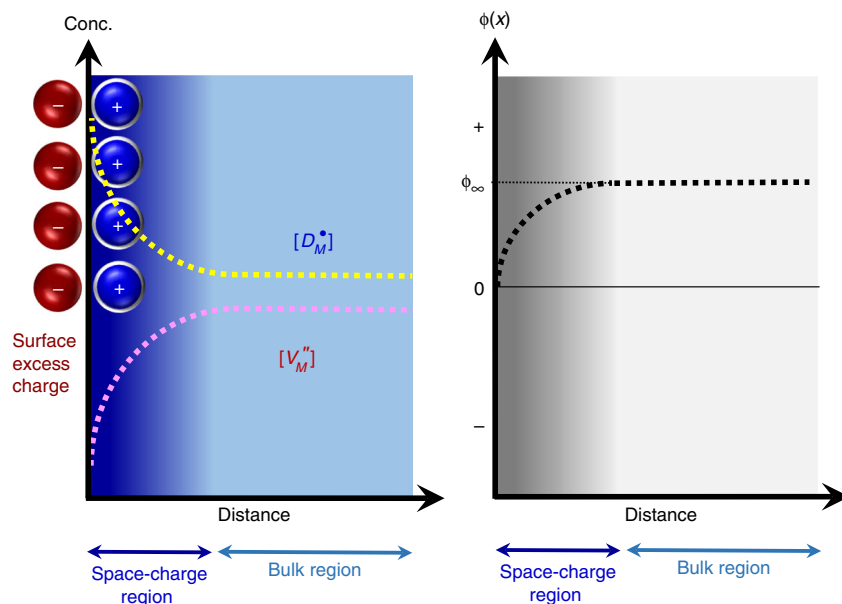 Conc.
−
+
−
+
−
+
−
+
[D_M^•]
[V_M^″]
Surface
excess
charge
Distance
Space-charge
region
Bulk region
ϕ(x)
+
ϕ∞
0
−
Distance
Space-charge
region
Bulk region